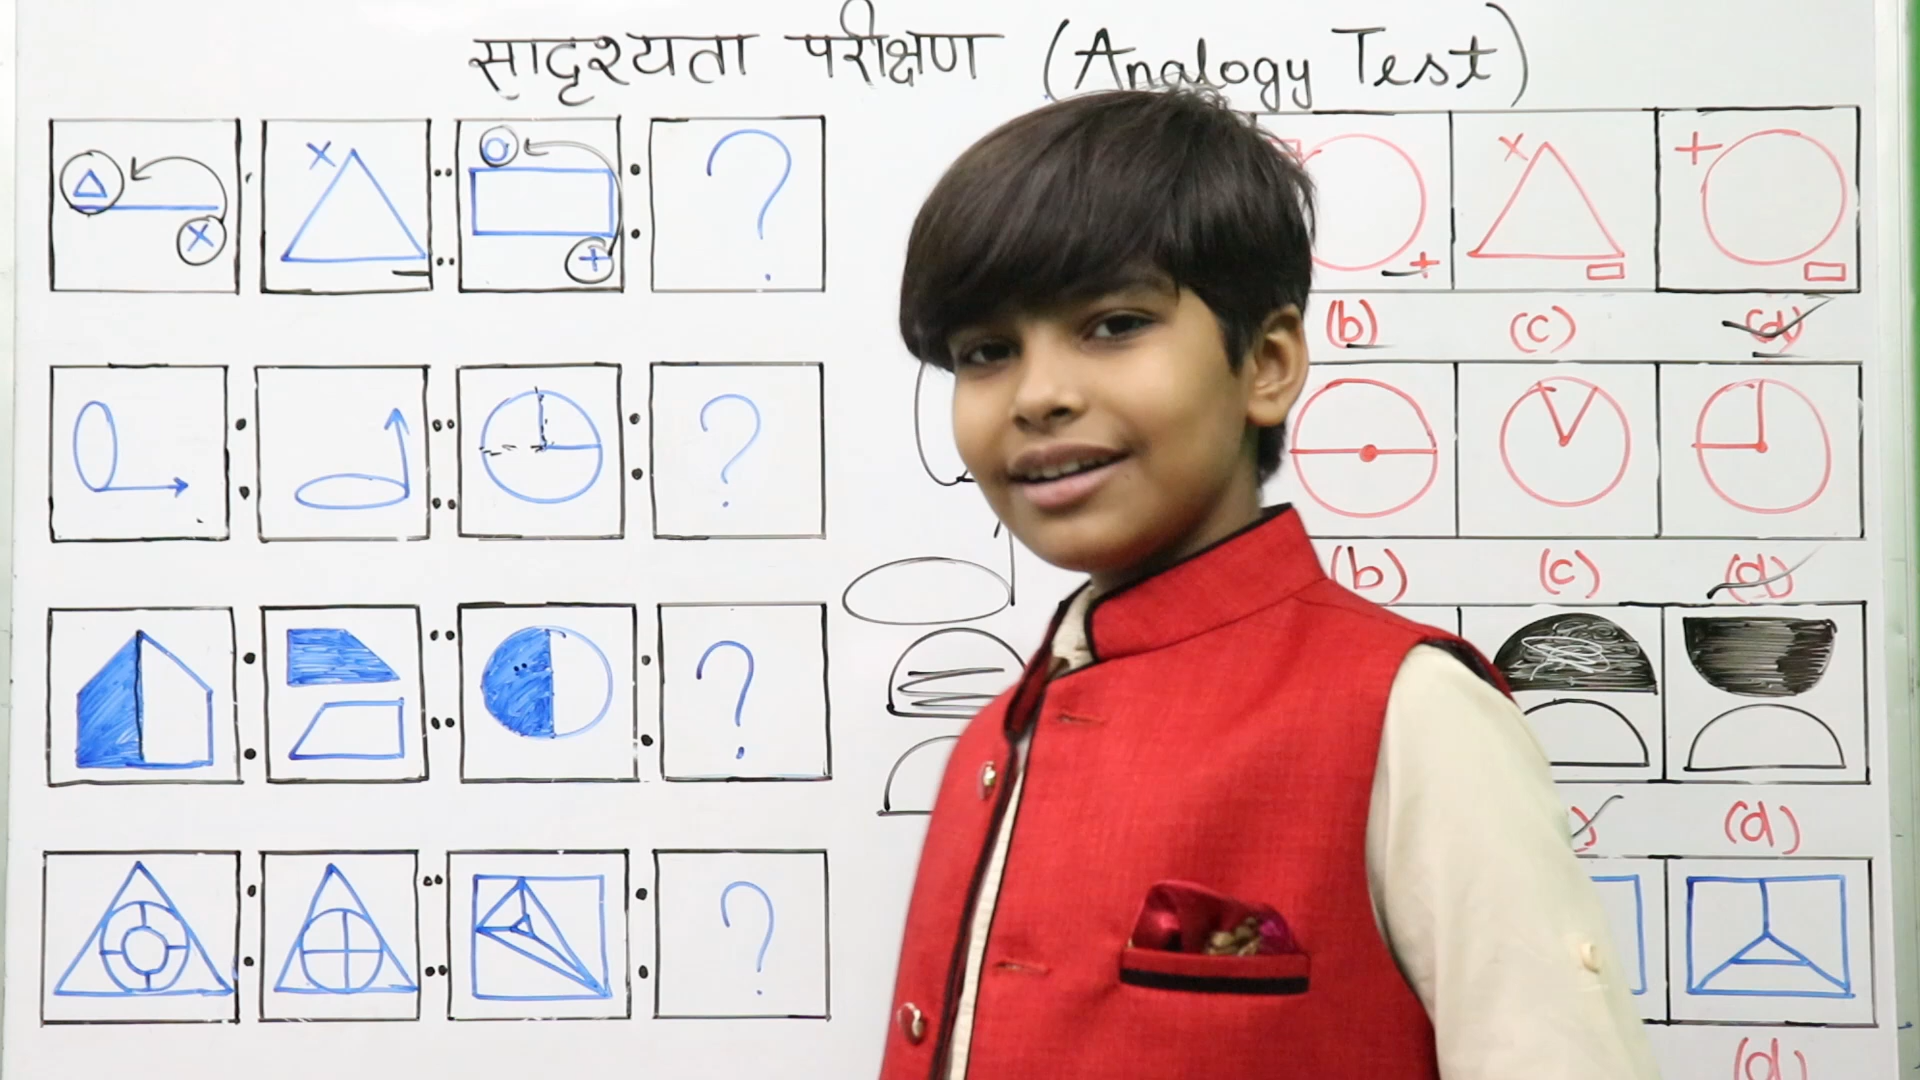 सादृश्यता परीक्षण (Analogy Test)
× : × :: + : ?
+ × +
(b) (c) (d)
: :: : ?
(b) (c) (d)
: :: : ?
(d)
: :: : ?
(d)